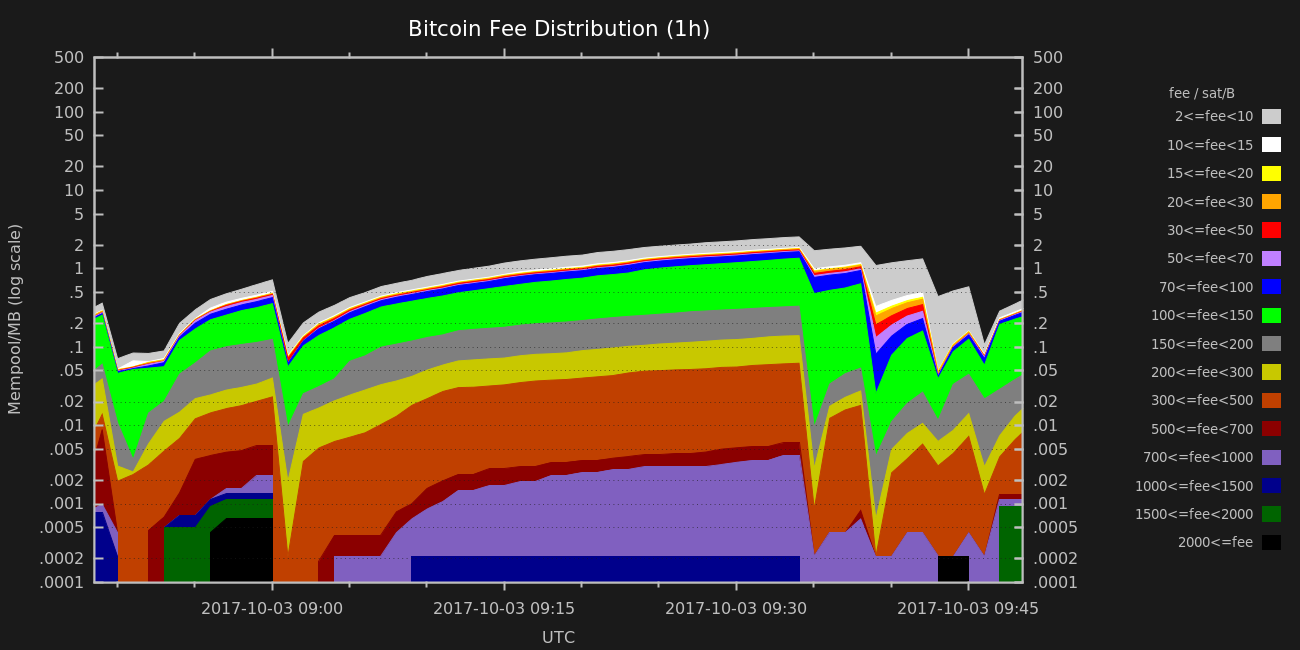 Bitcoin Fee Distribution (1h)
Mempool/MB (log scale)
500
200
100
50
20
10
5
2
1
.5
.2
.1
.05
.02
.01
.005
.002
.001
.0005
.0002
.0001
500
200
100
50
20
10
5
2
1
.5
.2
.1
.05
.02
.01
.005
.002
.001
.0005
.0002
.0001
2017-10-03 09:00
2017-10-03 09:15
2017-10-03 09:30
2017-10-03 09:45
UTC
fee / sat/B
2<=fee<10
10<=fee<15
15<=fee<20
20<=fee<30
30<=fee<50
50<=fee<70
70<=fee<100
100<=fee<150
150<=fee<200
200<=fee<300
300<=fee<500
500<=fee<700
700<=fee<1000
1000<=fee<1500
1500<=fee<2000
2000<=fee